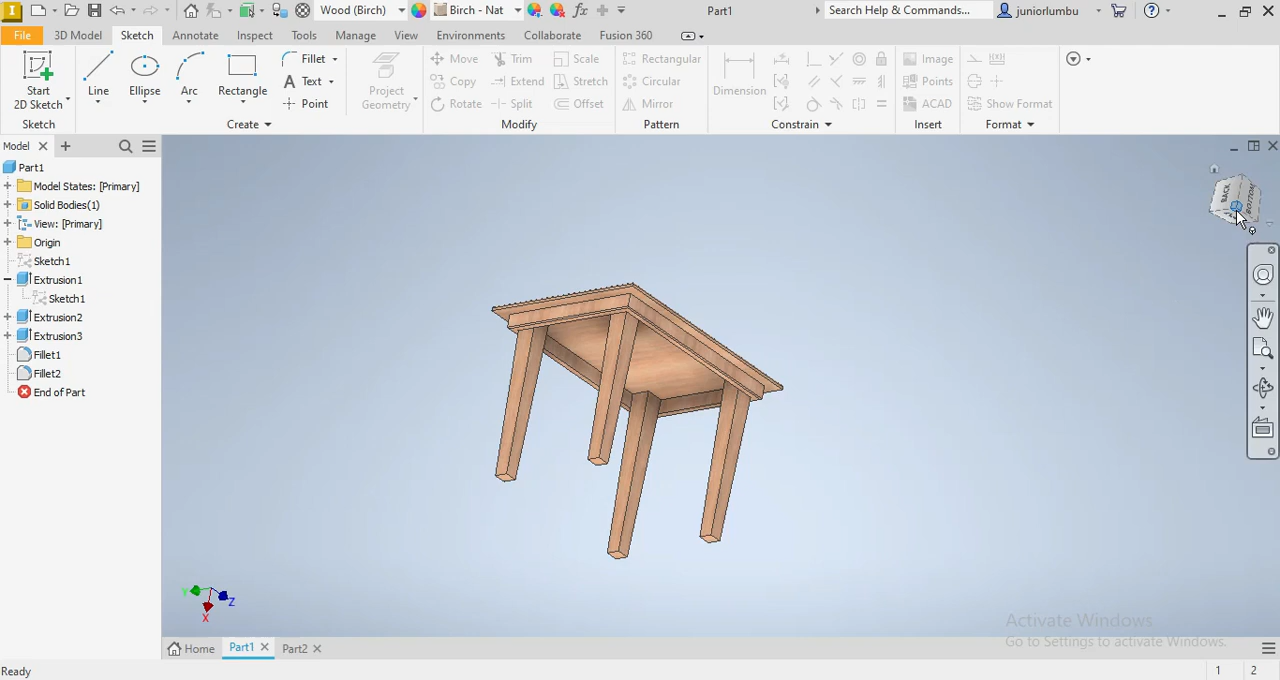 Wood (Birch)
Birch - Nat
Part1
Search Help & Commands...
juniorlumbu
File
3D Model
Sketch
Annotate
Inspect
Tools
Manage
View
Environments
Collaborate
Fusion 360
Start
2D Sketch
Line
Ellipse
Arc
Rectangle
Fillet
Text
Point
Project
Geometry
Move
Trim
Scale
Copy
Extend
Stretch
Rotate
Split
Offset
Rectangular
Circular
Mirror
Dimension
Image
Points
ACAD
Show Format
Sketch
Create
Modify
Pattern
Constrain
Insert
Format
Model
Part1
Model States: [Primary]
Solid Bodies(1)
View: [Primary]
Origin
Sketch1
Extrusion1
Sketch1
Extrusion2
Extrusion3
Fillet1
Fillet2
End of Part
BACK
BOTTOM
Y
Z
X
Activate Windows
Go to Settings to activate Windows.
Home
Part1
Part2
Ready
1
2